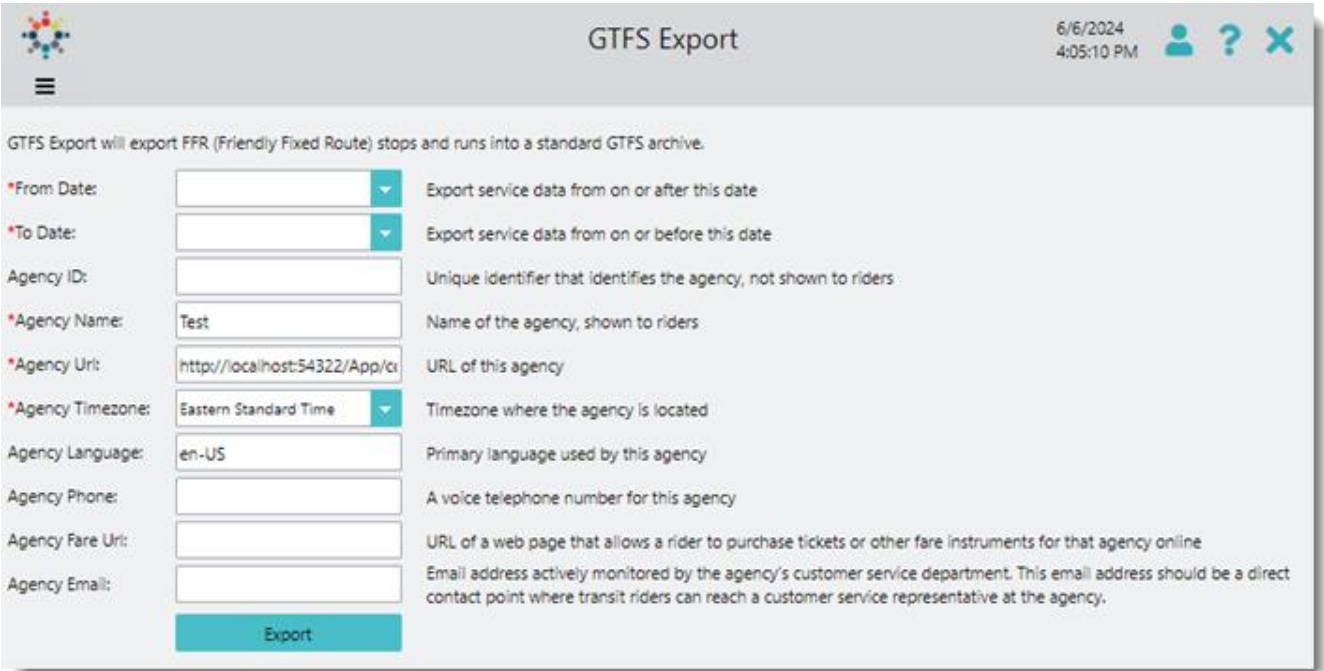 GTFS Export
6/6/2024
4:05:10 PM
?
GTFS Export will export FFR (Friendly Fixed Route) stops and runs into a standard GTFS archive.
*From Date: Export service data from on or after this date
*To Date: Export service data from on or before this date
Agency ID: Unique identifier that identifies the agency, not shown to riders
*Agency Name: Test Name of the agency, shown to riders
*Agency Url: http://localhost:54322/App/c URL of this agency
*Agency Timezone: Eastern Standard Time Timezone where the agency is located
Agency Language: en-US Primary language used by this agency
Agency Phone: A voice telephone number for this agency
Agency Fare Url: URL of a web page that allows a rider to purchase tickets or other fare instruments for that agency online
Agency Email: Email address actively monitored by the agency's customer service department. This email address should be a direct
contact point where transit riders can reach a customer service representative at the agency.
Export